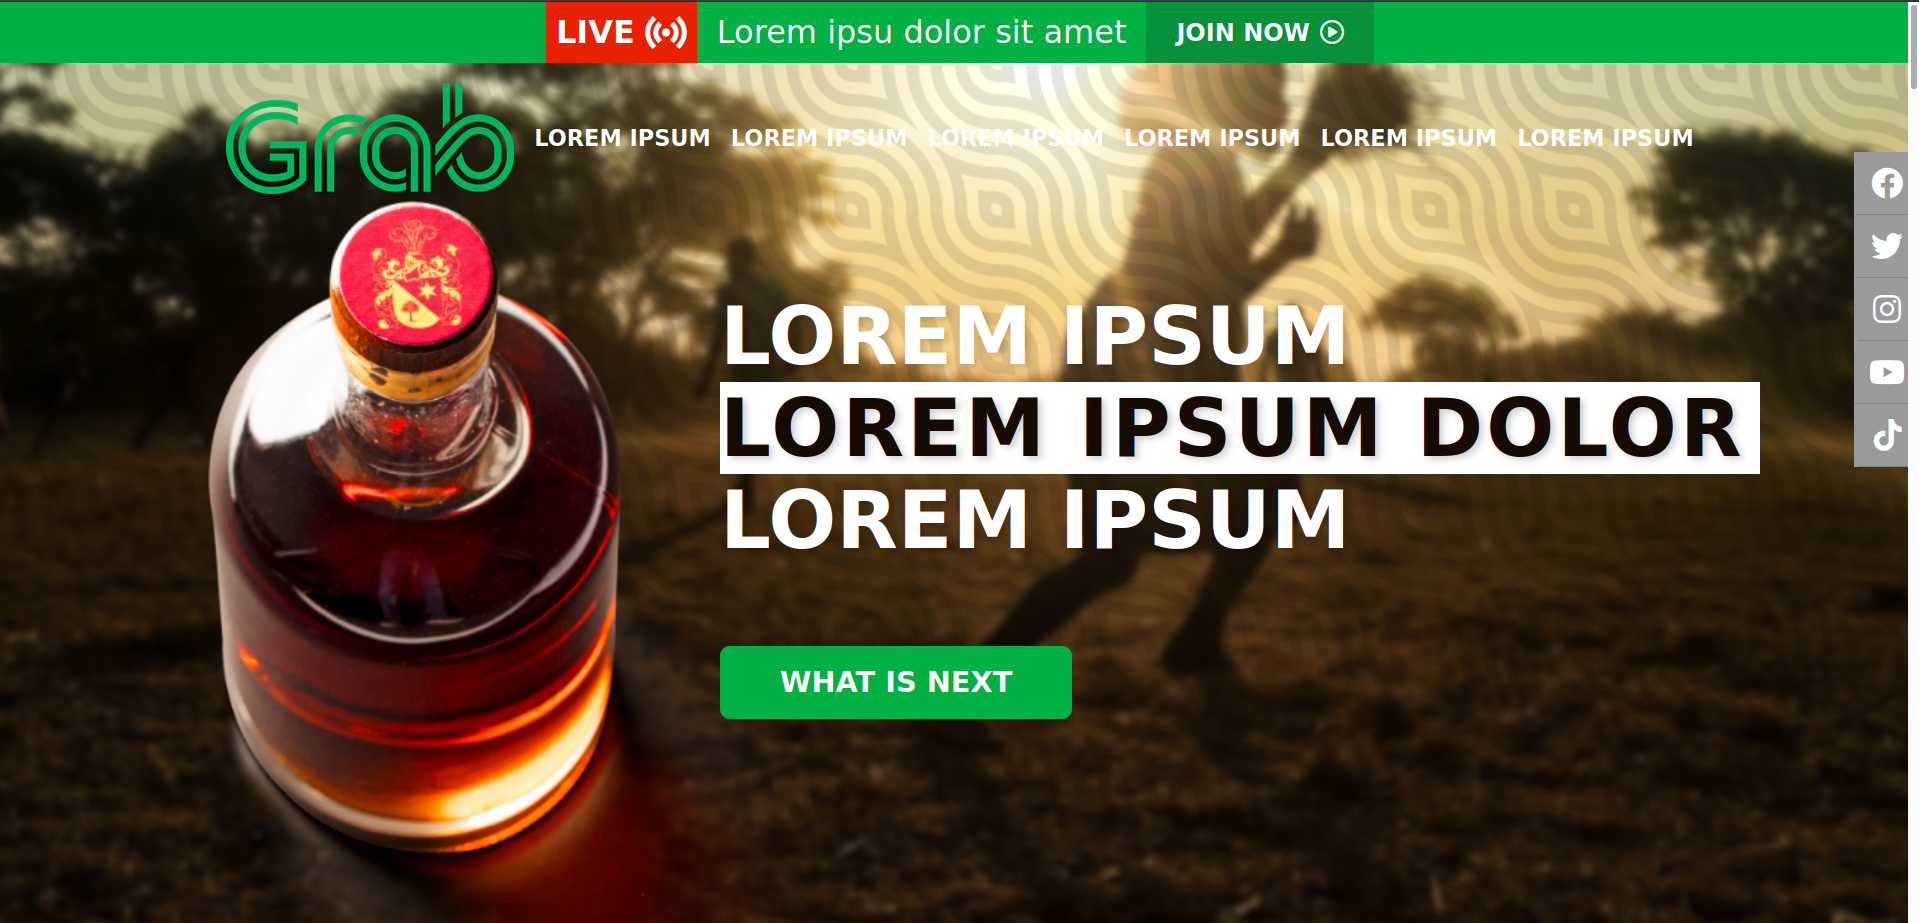 LIVE Lorem ipsu dolor sit amet JOIN NOW
Grab
LOREM IPSUM LOREM IPSUM LOREM IPSUM LOREM IPSUM LOREM IPSUM LOREM IPSUM
LOREM IPSUM
LOREM IPSUM DOLOR
LOREM IPSUM
WHAT IS NEXT